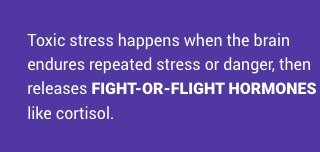 Toxic stress happens when the brain
endures repeated stress or danger, then
releases FIGHT-OR-FLIGHT HORMONES
like cortisol.